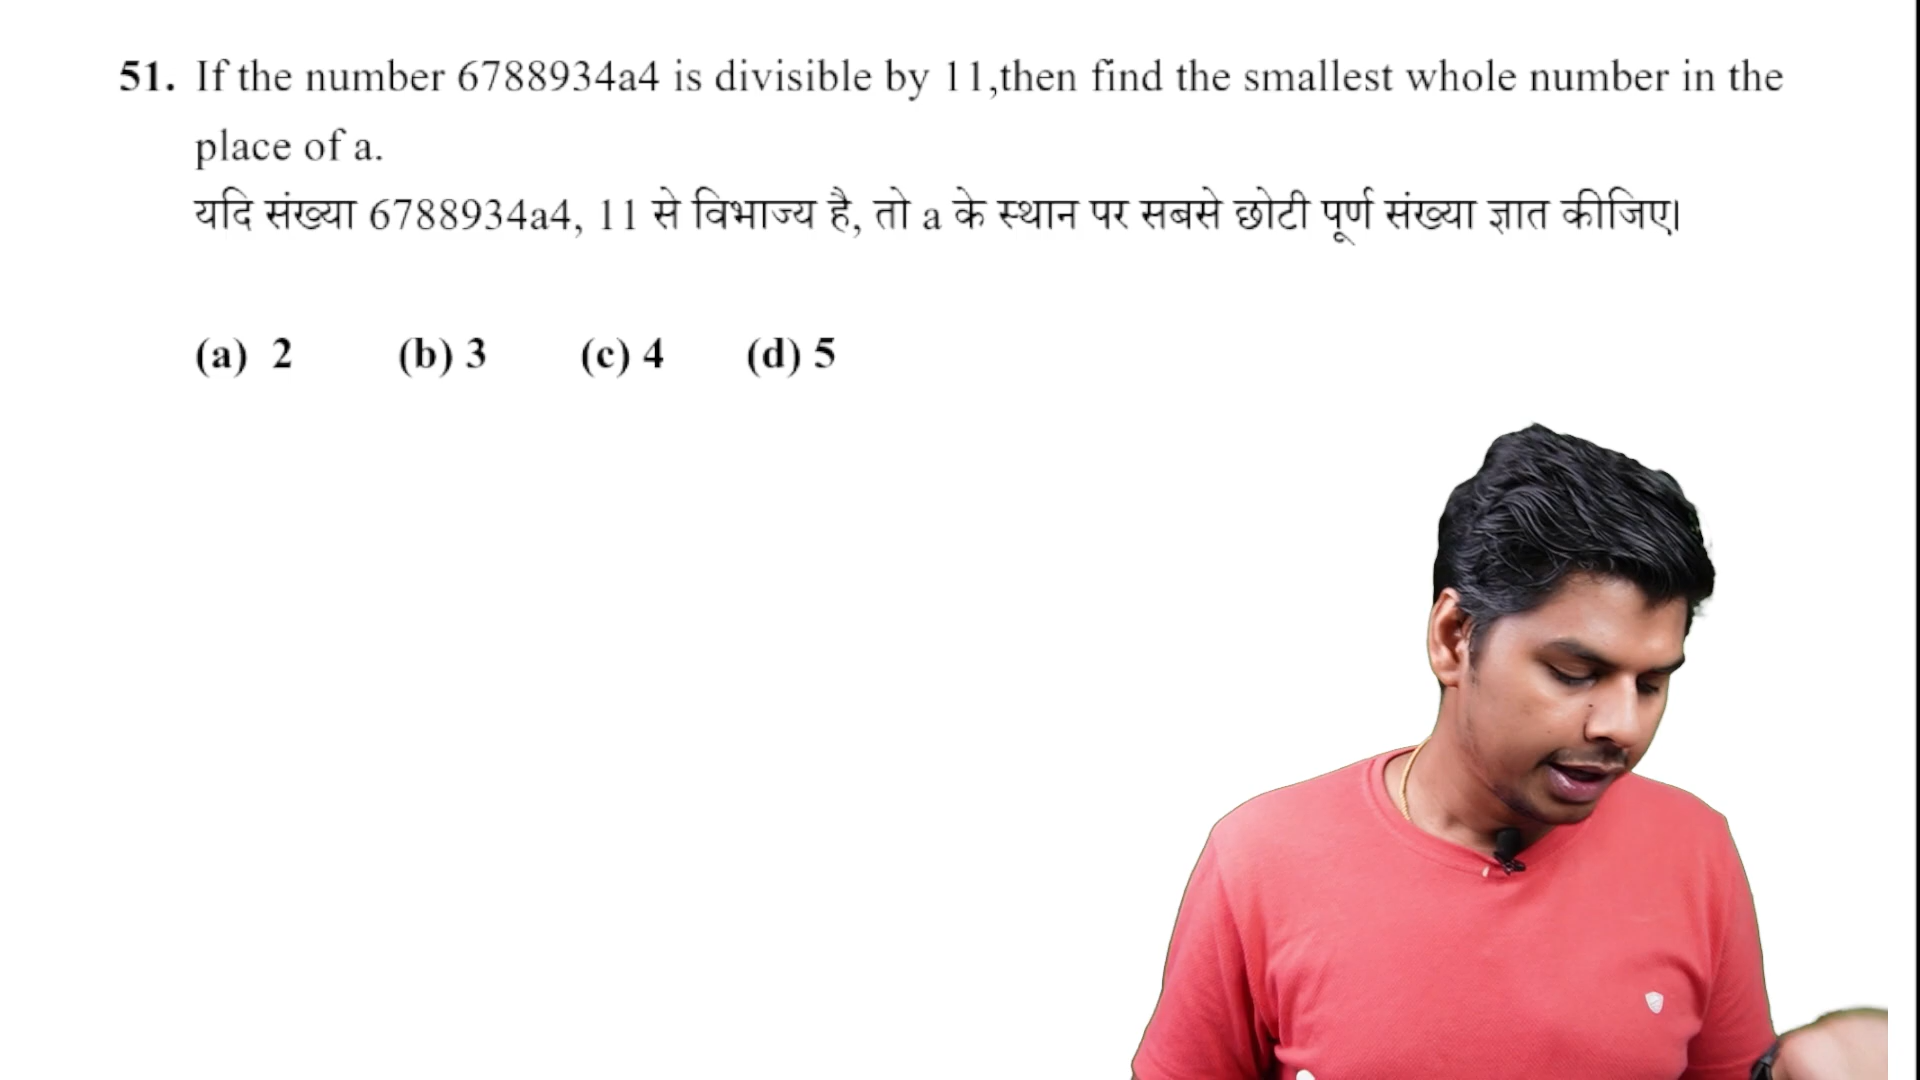 51. If the number 6788934a4 is divisible by 11,then find the smallest whole number in the
place of a.
यदि संख्या 6788934a4, 11 से विभाज्य है, तो a के स्थान पर सबसे छोटी पूर्ण संख्या ज्ञात कीजिए।
(a) 2 (b) 3 (c) 4 (d) 5